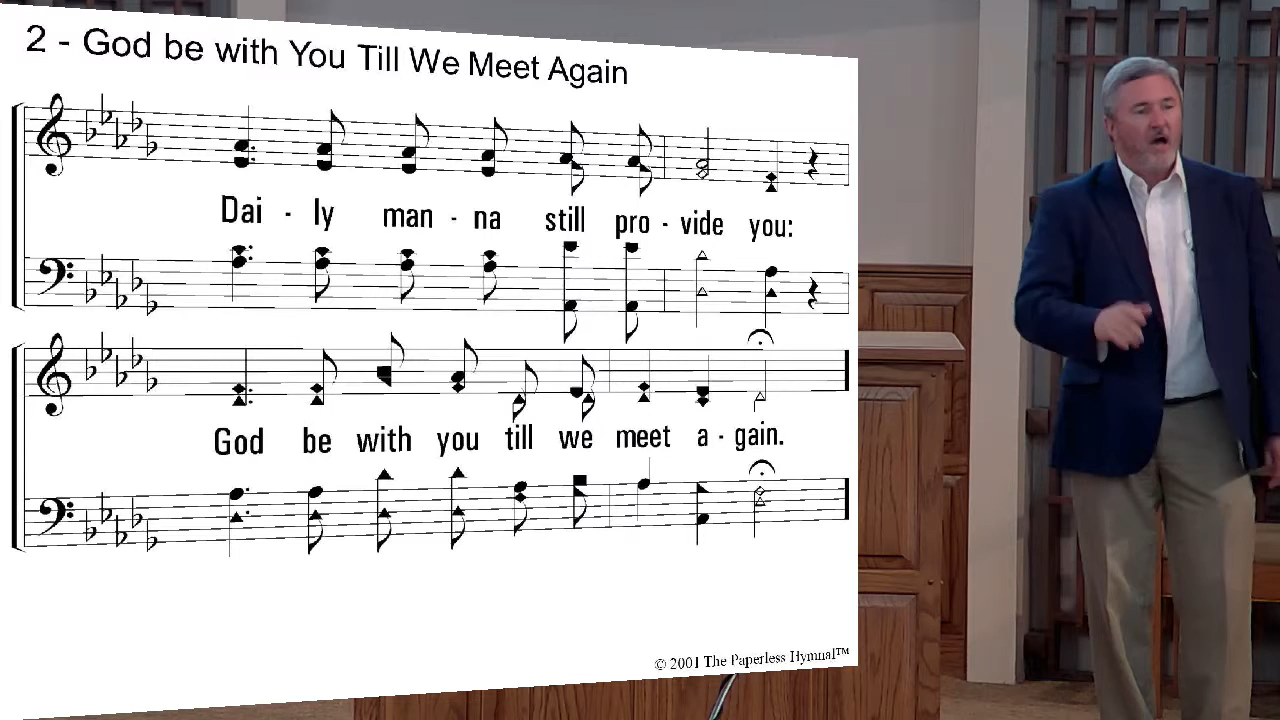 2 - God be with You Till We Meet Again
Dai - ly man - na still pro - vide you:
God be with you till we meet a - gain.
© 2001 The Paperless Hymnal™